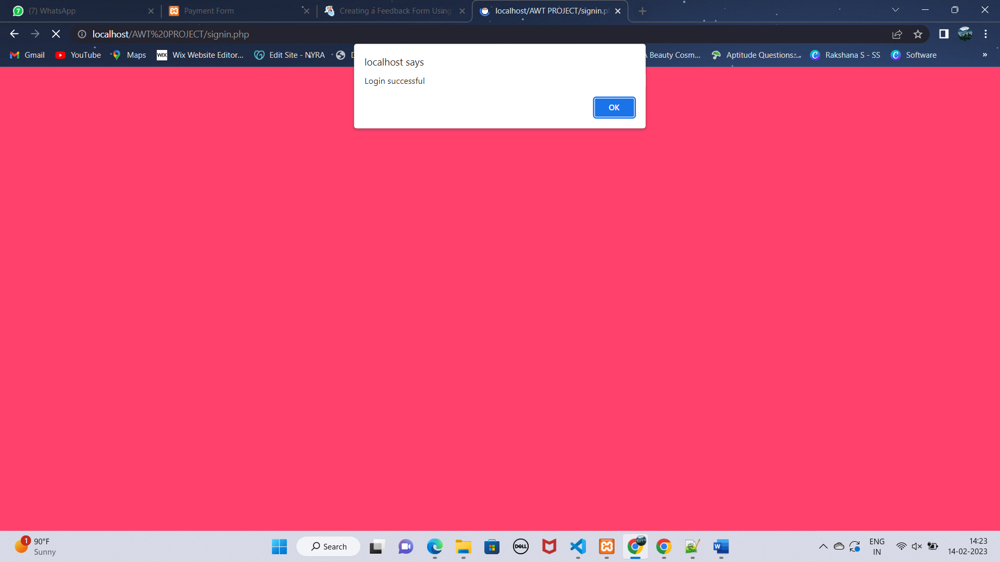 (7) WhatsApp
Payment Form
Creating a Feedback Form Using
localhost/AWT PROJECT/signin.p
localhost/AWT%20PROJECT/signin.php
Gmail
YouTube
Maps
WIX
Wix Website Editor...
Edit Site - NYRA
Beauty Cosm...
Aptitude Questions:...
Rakshana S - SS
Software
»
localhost says
Login successful
OK
1
90°F
Sunny
Search
DELL
W
ENG
IN
14:23
14-02-2023